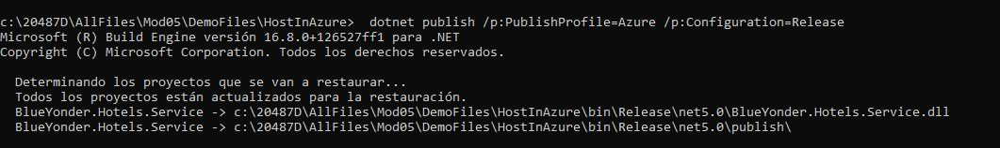 c:\20487D\AllFiles\Mod05\DemoFiles\HostInAzure>  dotnet publish /p:PublishProfile=Azure /p:Configuration=Release
Microsoft (R) Build Engine versión 16.8.0+126527ff1 para .NET
Copyright (C) Microsoft Corporation. Todos los derechos reservados.
  Determinando los proyectos que se van a restaurar...
  Todos los proyectos están actualizados para la restauración.
  BlueYonder.Hotels.Service -> c:\20487D\AllFiles\Mod05\DemoFiles\HostInAzure\bin\Release\net5.0\BlueYonder.Hotels.Service.dll
  BlueYonder.Hotels.Service -> c:\20487D\AllFiles\Mod05\DemoFiles\HostInAzure\bin\Release\net5.0\publish\